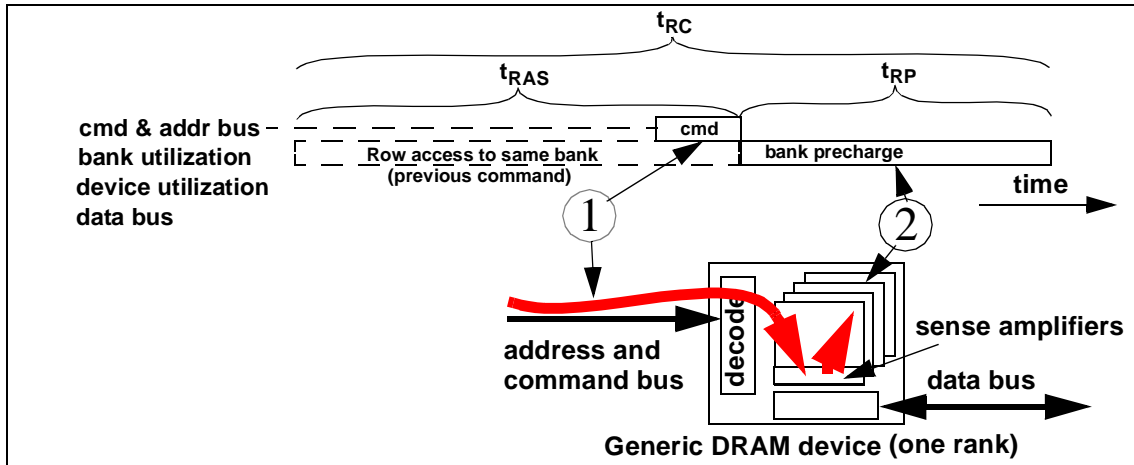 tRC
tRAS
tRP
cmd & addr bus
cmd
bank utilization
Row access to same bank
bank precharge
device utilization
(previous command)
data bus
time
1
2
decode
sense amplifiers
address and
command bus
data bus
Generic DRAM device (one rank)